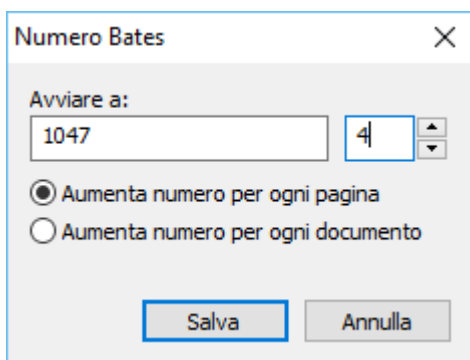 Numero Bates
Avviare a:
1047 4
Aumenta numero per ogni pagina
Aumenta numero per ogni documento
Salva Annulla